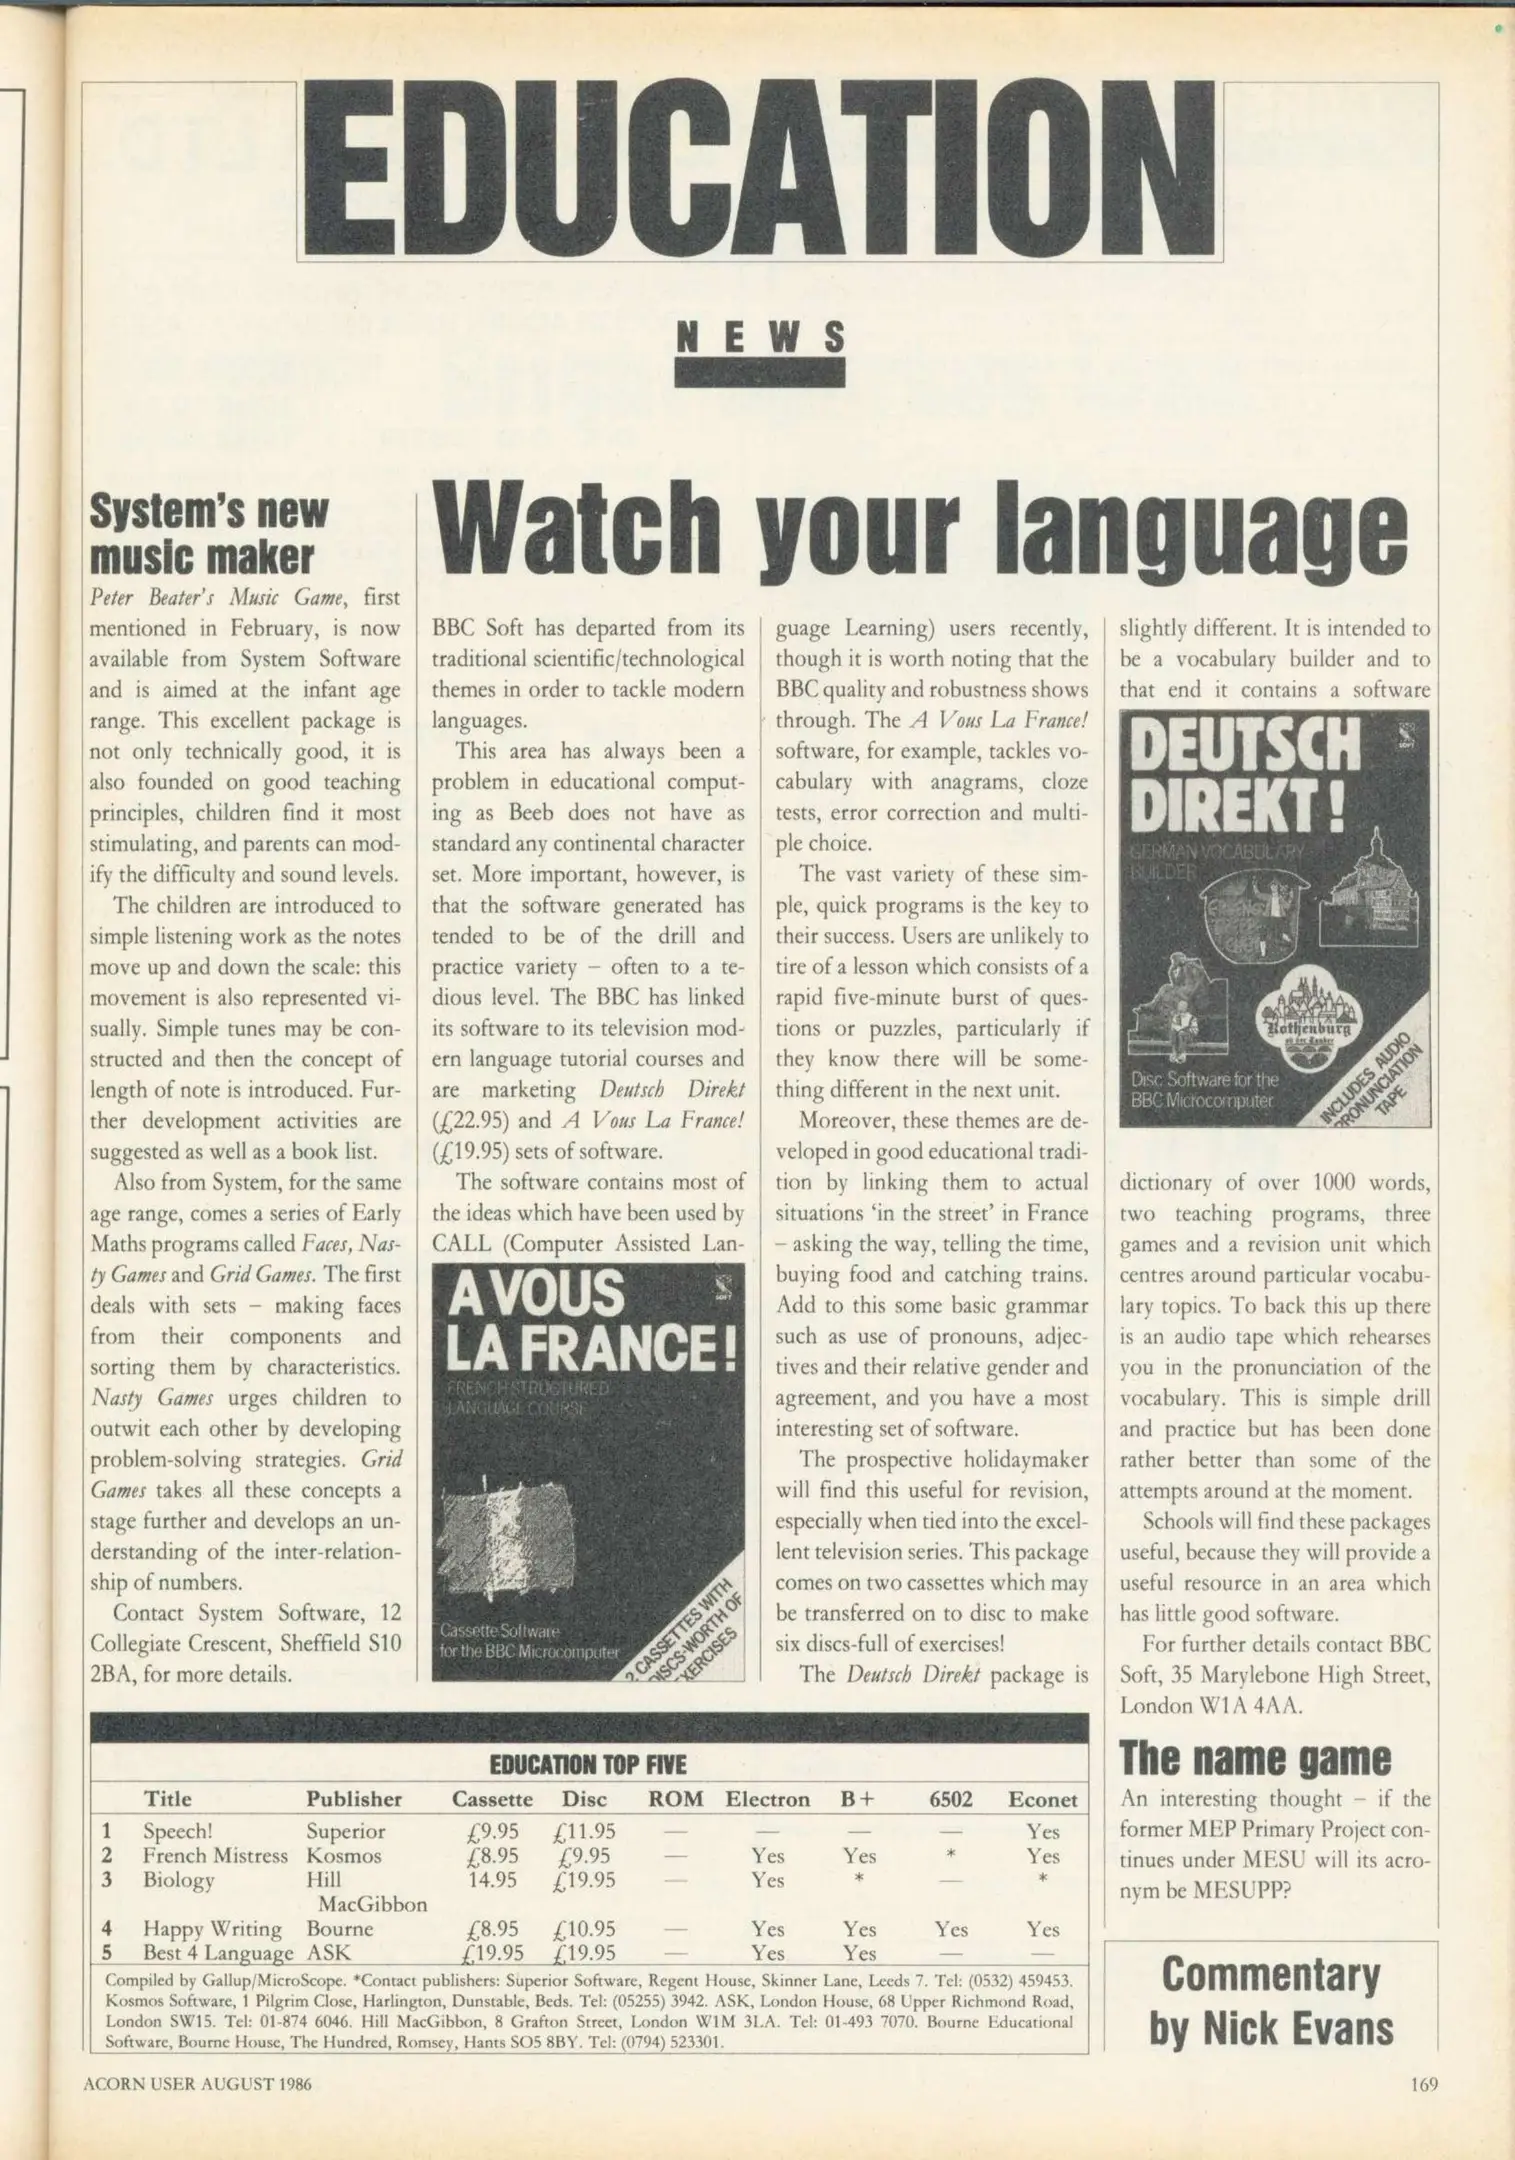 EDUCATION
NEWS
System's new
music maker
Peter Beater's Music Game, first
mentioned in February, is now
available from System Software
and is aimed at the infant age
range. This excellent package is
not only technically good, it is
also founded on good teaching
principles, children find it most
stimulating, and parents can mod-
ify the difficulty and sound levels.
The children are introduced to
simple listening work as the notes
move up and down the scale: this
movement is also represented vi-
sually. Simple tunes may be con-
structed and then the concept of
length of note is introduced. Fur-
ther development activities are
suggested as well as a book list.
Also from System, for the same
age range, comes a series of Early
Maths programs called Faces, Nas-
ty Games and Grid Games. The first
deals with sets – making faces
from their components and
sorting them by characteristics.
Nasty Games urges children to
outwit each other by developing
problem-solving strategies. Grid
Games takes all these concepts a
stage further and develops an un-
derstanding of the inter-relation-
ship of numbers.
Contact System Software, 12
Collegiate Crescent, Sheffield S10
2BA, for more details.
Watch your language
BBC Soft has departed from its
traditional scientific/technological
themes in order to tackle modern
languages.
This area has always been a
problem in educational comput-
ing as Beeb does not have as
standard any continental character
set. More important, however, is
that the software generated has
tended to be of the drill and
practice variety – often to a te-
dious level. The BBC has linked
its software to its television mod-
ern language tutorial courses and
are marketing Deutsch Direkt
(£22.95) and A Vous La France!
(£19.95) sets of software.
The software contains most of
the ideas which have been used by
CALL (Computer Assisted Lan-
A VOUS
LA FRANCE!
SOFT
FRENCH STRUCTURED
LANGUAGE COURSE
Cassette Software
for the BBC Microcomputer
2 CASSETTES WITH
DISCS-WORTH OF
EXERCISES
guage Learning) users recently,
though it is worth noting that the
BBC quality and robustness shows
through. The A Vous La France!
software, for example, tackles vo-
cabulary with anagrams, cloze
tests, error correction and multi-
ple choice.
The vast variety of these sim-
ple, quick programs is the key to
their success. Users are unlikely to
tire of a lesson which consists of a
rapid five-minute burst of ques-
tions or puzzles, particularly if
they know there will be some-
thing different in the next unit.
Moreover, these themes are de-
veloped in good educational tradi-
tion by linking them to actual
situations 'in the street' in France
– asking the way, telling the time,
buying food and catching trains.
Add to this some basic grammar
such as use of pronouns, adjec-
tives and their relative gender and
agreement, and you have a most
interesting set of software.
The prospective holidaymaker
will find this useful for revision,
especially when tied into the excel-
lent television series. This package
comes on two cassettes which may
be transferred on to disc to make
six discs-full of exercises!
The Deutsch Direkt package is
slightly different. It is intended to
be a vocabulary builder and to
that end it contains a software
DEUTSCH
DIREKT!
SOFT
GERMAN VOCABULARY
BUILDER
Rothenburg
ob der Tauber
Disc Software for the
BBC Microcomputer
INCLUDES AUDIO
PRONUNCIATION
TAPE
dictionary of over 1000 words,
two teaching programs, three
games and a revision unit which
centres around particular vocabu-
lary topics. To back this up there
is an audio tape which rehearses
you in the pronunciation of the
vocabulary. This is simple drill
and practice but has been done
rather better than some of the
attempts around at the moment.
Schools will find these packages
useful, because they will provide a
useful resource in an area which
has little good software.
For further details contact BBC
Soft, 35 Marylebone High Street,
London W1A 4AA.
The name game
An interesting thought – if the
former MEP Primary Project con-
tinues under MESU will its acro-
nym be MESUPP?
Commentary
by Nick Evans
EDUCATION TOP FIVE
Title Publisher Cassette Disc ROM Electron B+ 6502 Econet
1 Speech! Superior £9.95 £11.95 — — — — Yes
2 French Mistress Kosmos £8.95 £9.95 — Yes Yes * Yes
3 Biology Hill 14.95 £19.95 — Yes * — *
MacGibbon
4 Happy Writing Bourne £8.95 £10.95 — Yes Yes Yes Yes
5 Best 4 Language ASK £19.95 £19.95 — Yes Yes — —
Compiled by Gallup/MicroScope. *Contact publishers: Superior Software, Regent House, Skinner Lane, Leeds 7. Tel: (0532) 459453.
Kosmos Software, 1 Pilgrim Close, Harlington, Dunstable, Beds. Tel: (05255) 3942. ASK, London House, 68 Upper Richmond Road,
London SW15. Tel: 01-874 6046. Hill MacGibbon, 8 Grafton Street, London W1M 3LA. Tel: 01-493 7070. Bourne Educational
Software, Bourne House, The Hundred, Romsey, Hants SO5 8BY. Tel: (0794) 523301.
ACORN USER AUGUST 1986
169